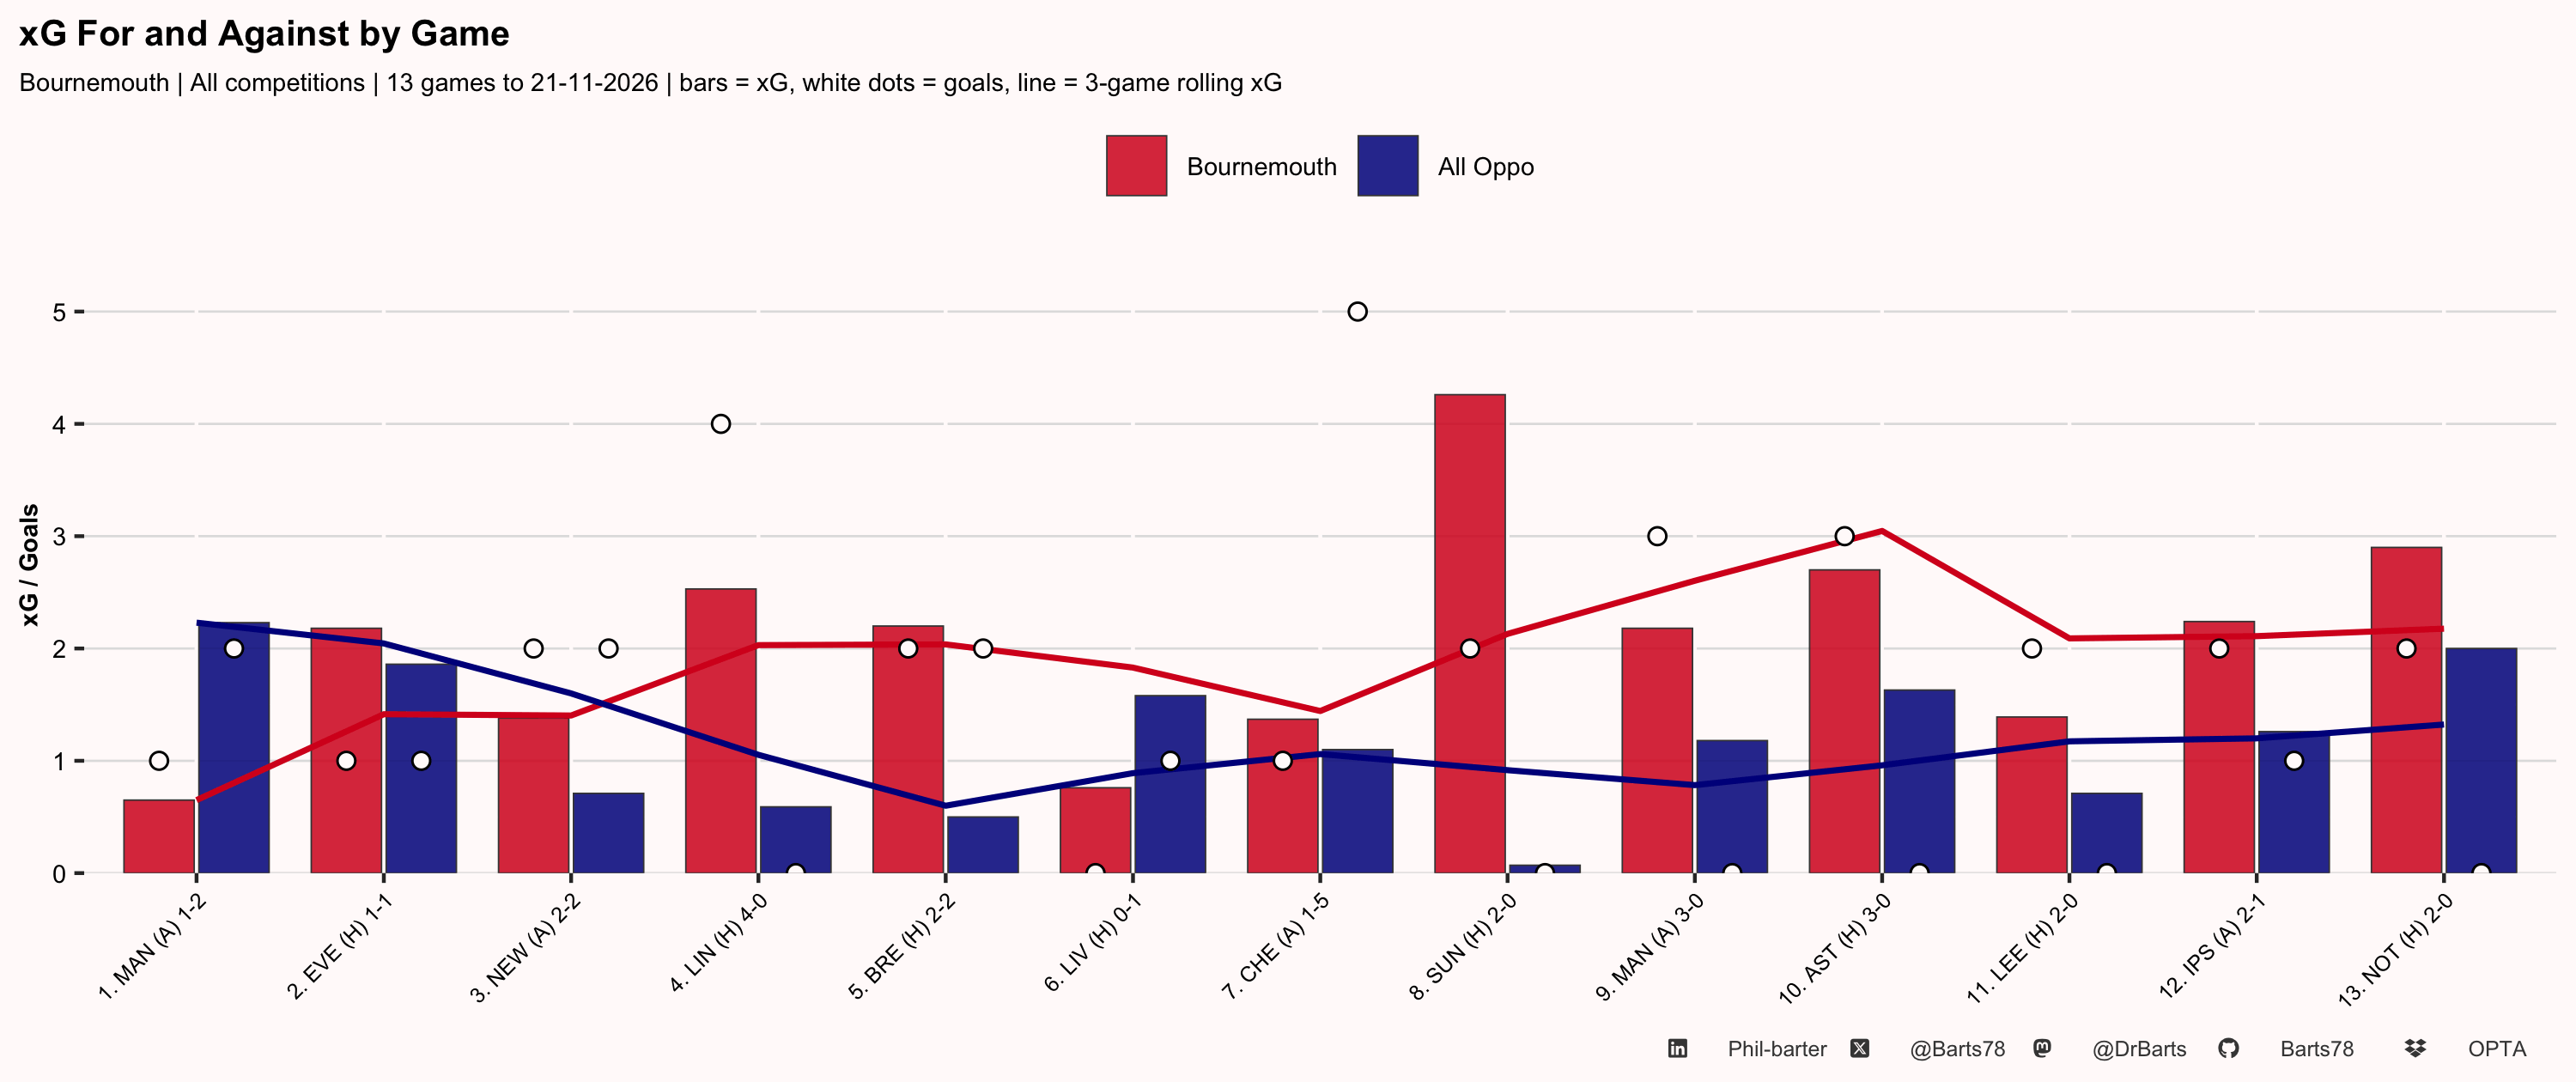 xG For and Against by Game
Bournemouth | All competitions | 13 games to 21-11-2026 | bars = xG, white dots = goals, line = 3-game rolling xG
Bournemouth
All Oppo
xG / Goals
5
4
3
2
1
0
1. MAN (A) 1-2
2. EVE (H) 1-1
3. NEW (A) 2-2
4. LIN (H) 4-0
5. BRE (H) 2-2
6. LIV (H) 0-1
7. CHE (A) 1-5
8. SUN (H) 2-0
9. MAN (A) 3-0
10. AST (H) 3-0
11. LEE (H) 2-0
12. IPS (A) 2-1
13. NOT (H) 2-0
Phil-barter @Barts78 @DrBarts Barts78 OPTA